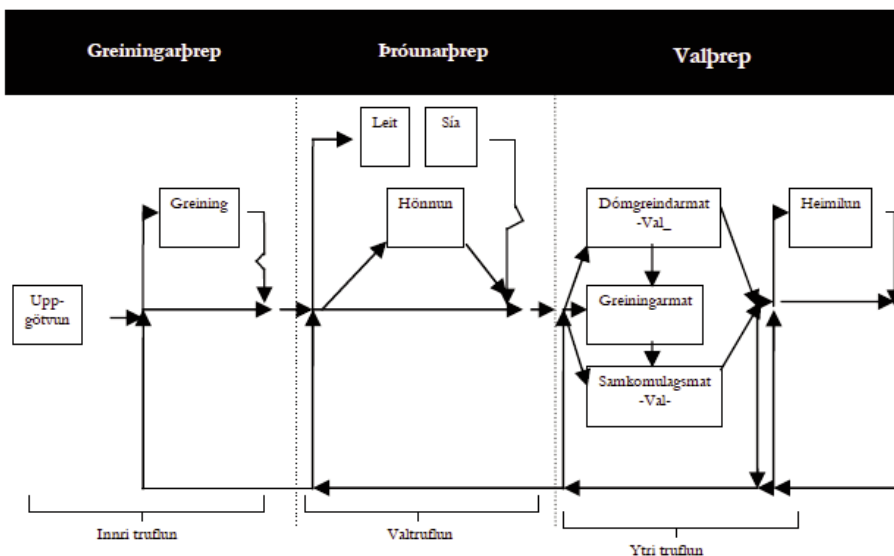 Greiningarþrep
Þróunarþrep
Valþrep
Leit
Sía
Greining
Hönnun
Dómgreindarmat
-Val_
Heimilun
Upp-
götvun
Greiningarmat
Samkomulagsmat
-Val-
Innri truflun
Valtruflun
Ytri truflun